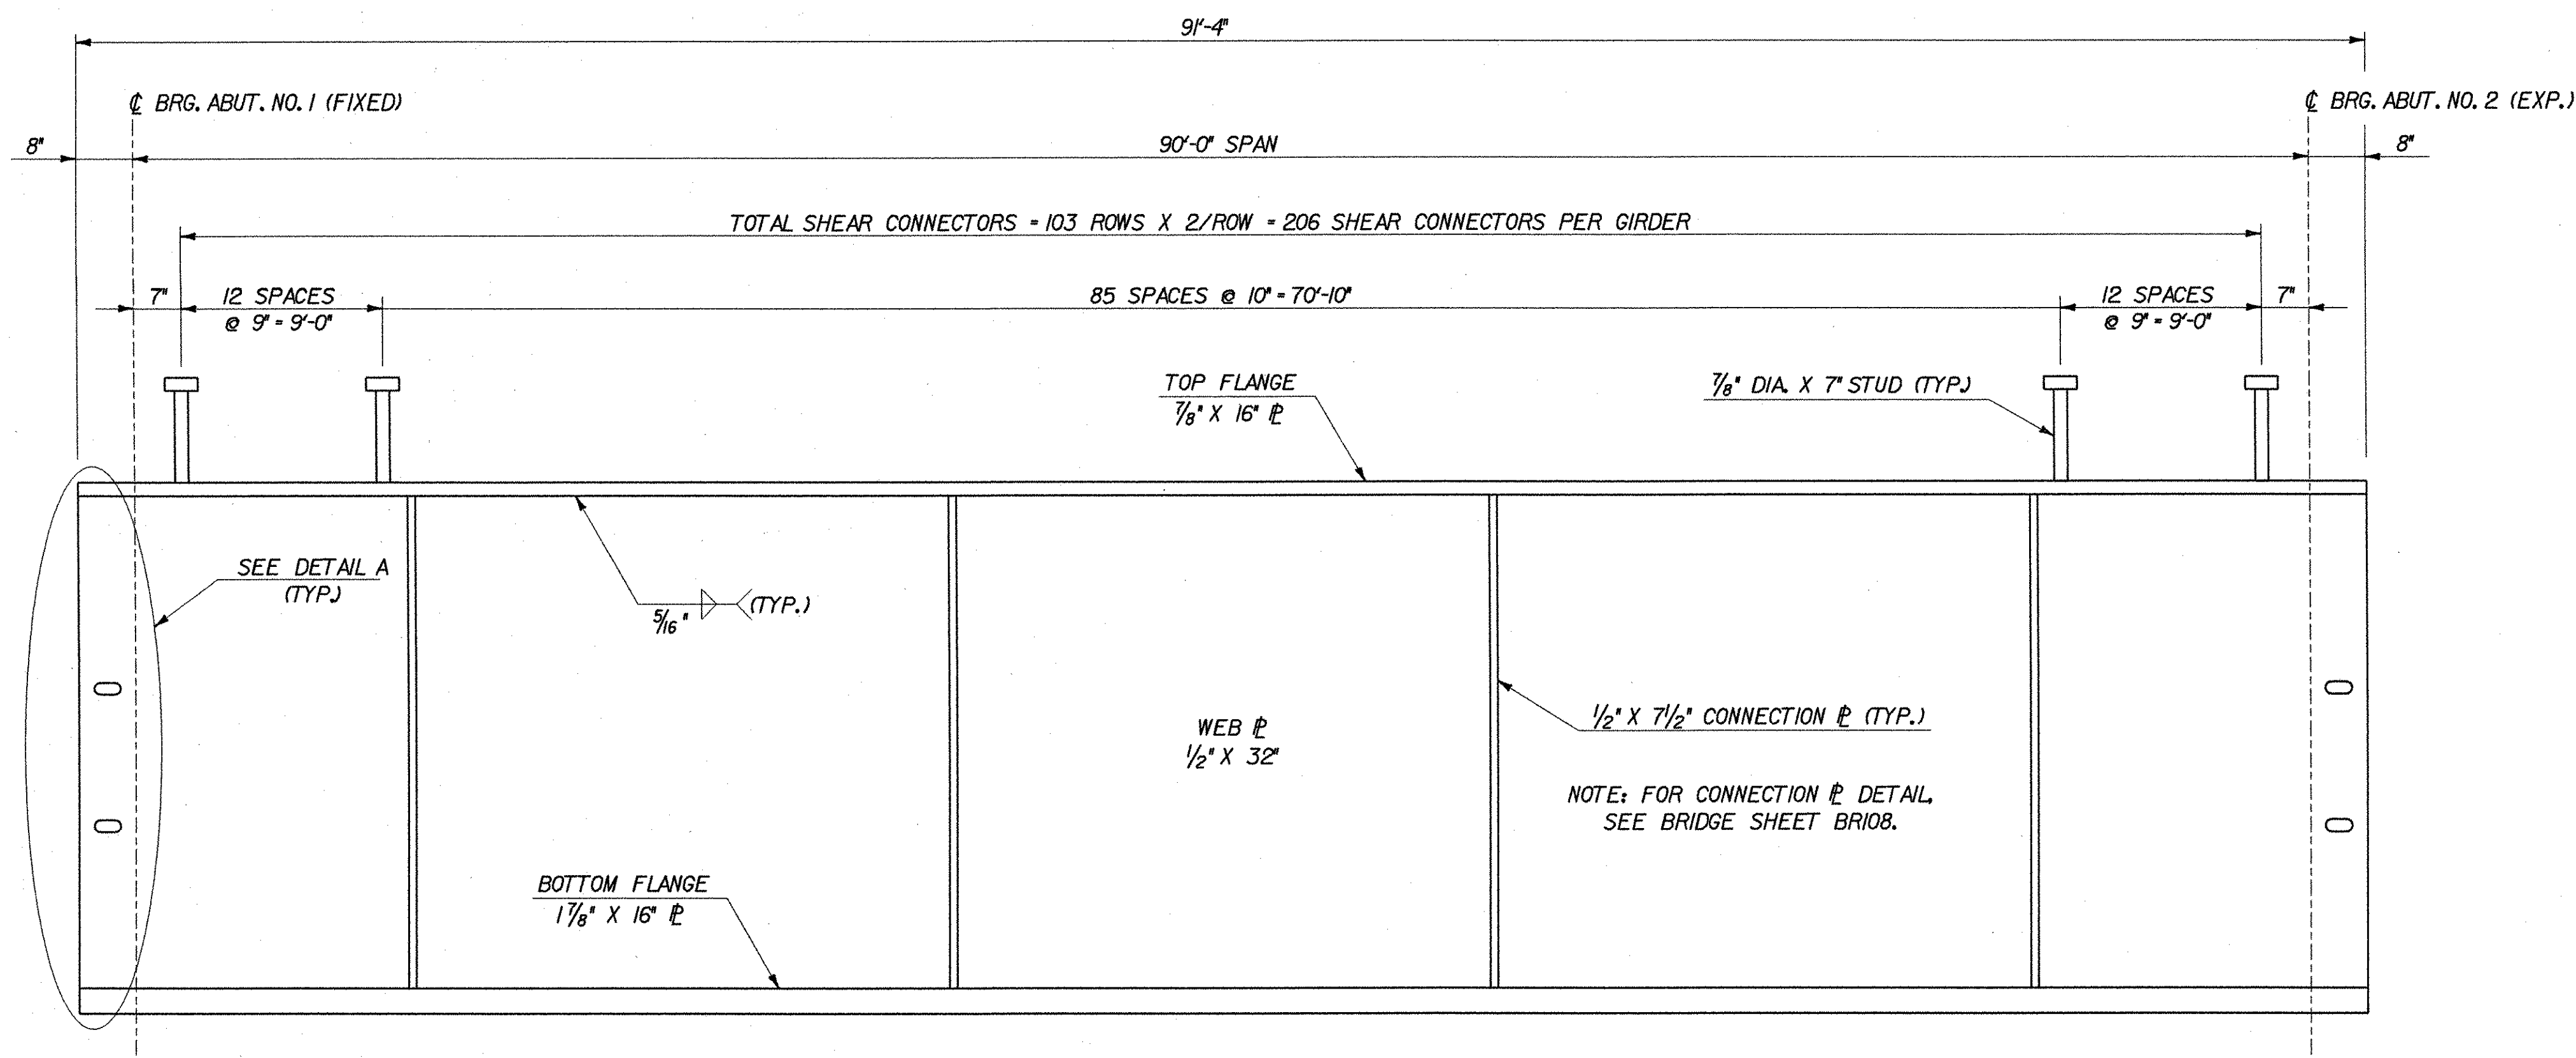 91'-4"
℄ BRG. ABUT. NO. 1 (FIXED)
℄ BRG. ABUT. NO. 2 (EXP.)
8"
90'-0" SPAN
8"
TOTAL SHEAR CONNECTORS = 103 ROWS X 2/ROW = 206 SHEAR CONNECTORS PER GIRDER
7"
12 SPACES
@ 9" = 9'-0"
85 SPACES @ 10" = 70'-10"
12 SPACES
@ 9" = 9'-0"
7"
TOP FLANGE
7/8" X 16" ⅊
7/8" DIA. X 7" STUD (TYP.)
SEE DETAIL A
(TYP.)
5/16" (TYP.)
WEB ⅊
1/2" X 32"
1/2" X 7 1/2" CONNECTION ⅊ (TYP.)
NOTE: FOR CONNECTION ⅊ DETAIL,
SEE BRIDGE SHEET BR108.
BOTTOM FLANGE
1 7/8" X 16" ⅊